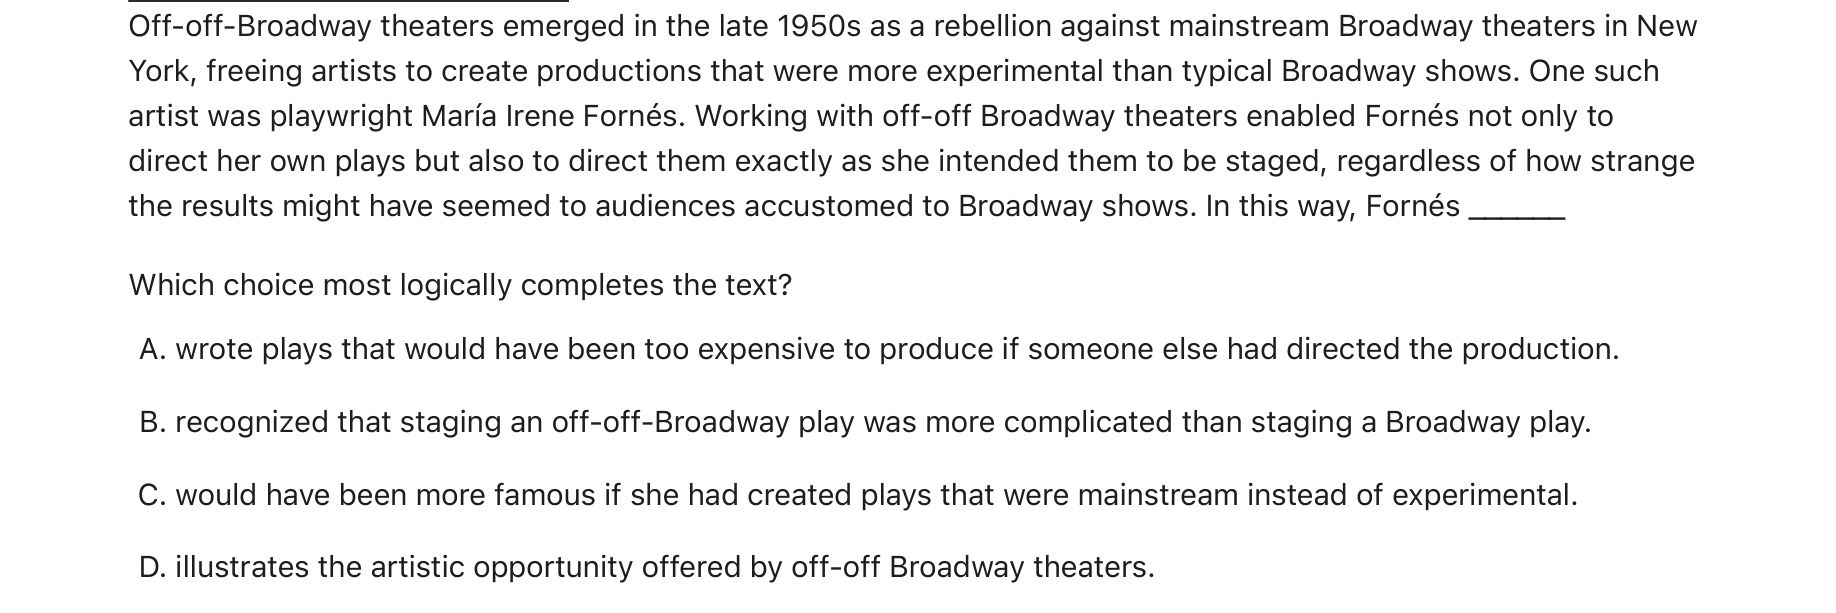 Off-off-Broadway theaters emerged in the late 1950s as a rebellion against mainstream Broadway theaters in New
York, freeing artists to create productions that were more experimental than typical Broadway shows. One such
artist was playwright María Irene Fornés. Working with off-off Broadway theaters enabled Fornés not only to
direct her own plays but also to direct them exactly as she intended them to be staged, regardless of how strange
the results might have seemed to audiences accustomed to Broadway shows. In this way, Fornés ______
Which choice most logically completes the text?
A. wrote plays that would have been too expensive to produce if someone else had directed the production.
B. recognized that staging an off-off-Broadway play was more complicated than staging a Broadway play.
C. would have been more famous if she had created plays that were mainstream instead of experimental.
D. illustrates the artistic opportunity offered by off-off Broadway theaters.